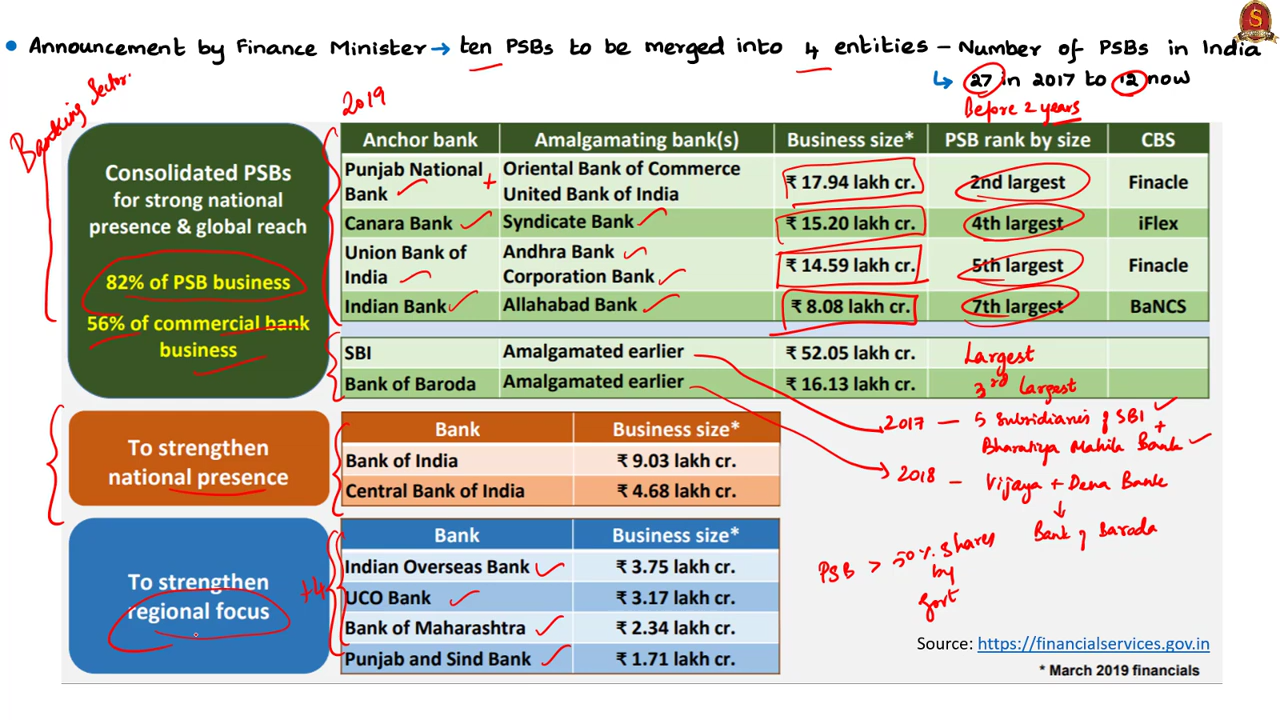 • Announcement by Finance Minister → ten PSBs to be merged into 4 entities – Number of PSBs in India
↳ 27 in 2017 to 12 now
Before 2 years
Banking Sector
2019
Consolidated PSBs
for strong national
presence & global reach
82% of PSB business
56% of commercial bank
business
Anchor bank Amalgamating bank(s) Business size* PSB rank by size CBS
Punjab National Bank + Oriental Bank of Commerce United Bank of India ₹ 17.94 lakh cr. 2nd largest Finacle
Canara Bank Syndicate Bank ₹ 15.20 lakh cr. 4th largest iFlex
Union Bank of India Andhra Bank Corporation Bank ₹ 14.59 lakh cr. 5th largest Finacle
Indian Bank Allahabad Bank ₹ 8.08 lakh cr. 7th largest BaNCS
SBI Amalgamated earlier ₹ 52.05 lakh cr. Largest
Bank of Baroda Amalgamated earlier ₹ 16.13 lakh cr. 3rd largest
2017 – 5 subsidiaries of SBI
+
Bharatiya Mahila Bank
2018 – Vijaya + Dena Bank
↓
Bank of Baroda
To strengthen
national presence
Bank Business size*
Bank of India ₹ 9.03 lakh cr.
Central Bank of India ₹ 4.68 lakh cr.
To strengthen
regional focus
+4
Bank Business size*
Indian Overseas Bank ₹ 3.75 lakh cr.
UCO Bank ₹ 3.17 lakh cr.
Bank of Maharashtra ₹ 2.34 lakh cr.
Punjab and Sind Bank ₹ 1.71 lakh cr.
PSB > 50% shares
by
govt
Source: https://financialservices.gov.in
* March 2019 financials